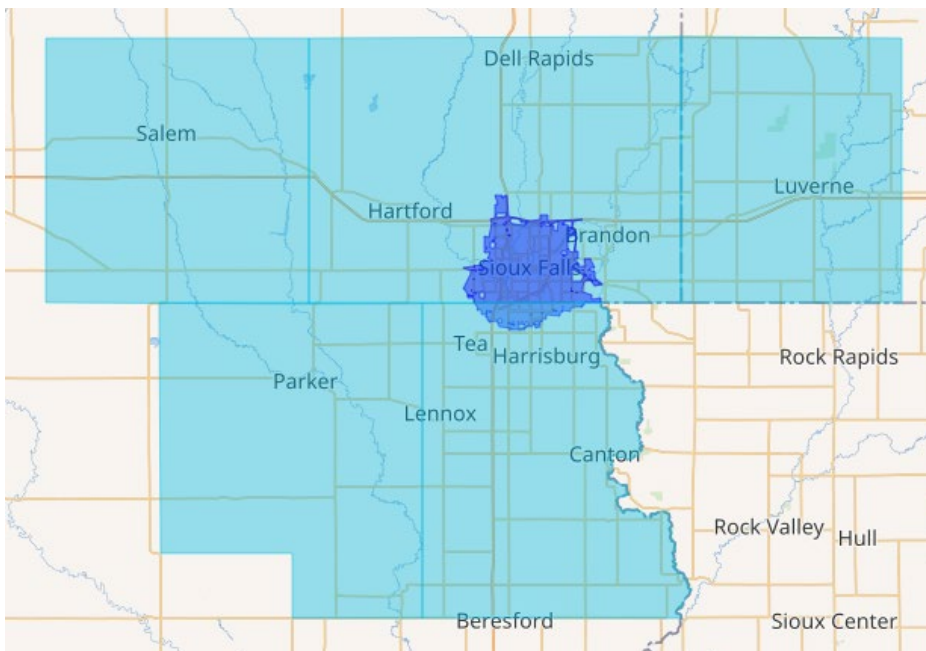 Dell Rapids
Salem
Luverne
Hartford
Brandon
Sioux Falls
Tea
Harrisburg
Rock Rapids
Parker
Lennox
Canton
Rock Valley
Hull
Beresford
Sioux Center